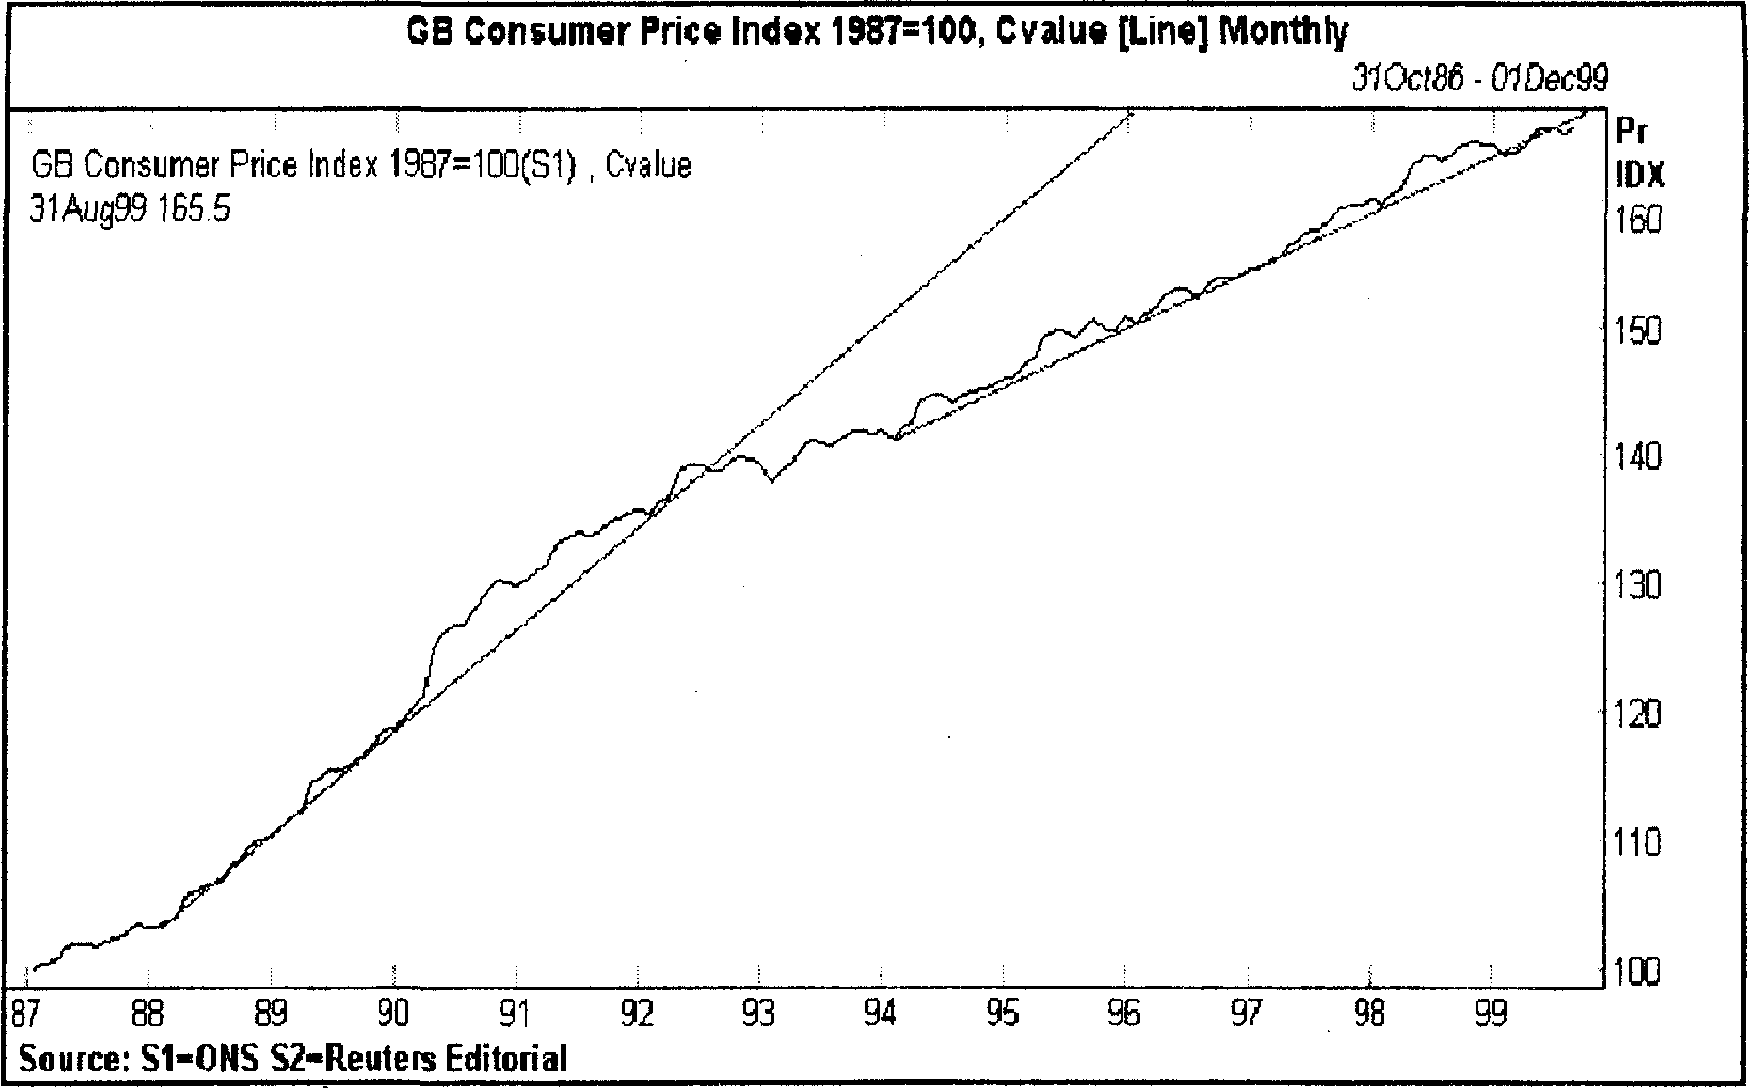 GB Consumer Price Index 1987=100, Cvalue [Line] Monthly
31Oct86 - 01Dec99
GB Consumer Price Index 1987=100(S1) , Cvalue
31Aug99 165.5
Pr
IDX
160
150
140
130
120
110
100
87 88 89 90 91 92 93 94 95 96 97 98 99
Source: S1=ONS S2=Reuters Editorial